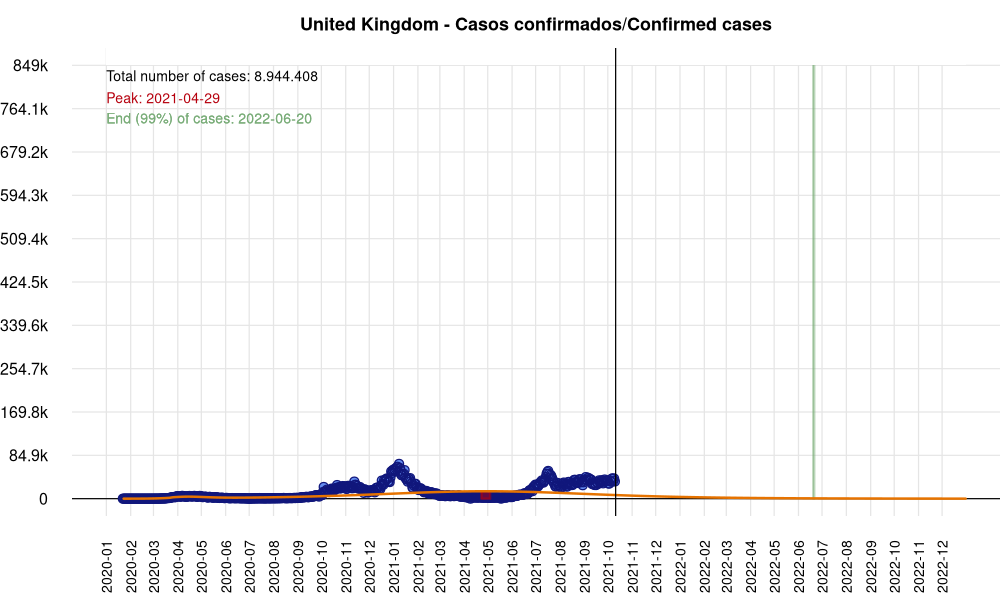 United Kingdom - Casos confirmados/Confirmed cases
849k
Total number of cases: 8.944.408
Peak: 2021-04-29
764.1k
End (99%) of cases: 2022-06-20
679.2k
594.3k
509.4k
424.5k
339.6k
254.7k
169.8k
84.9k
0
2020-01
2020-02
2020-03
2020-04
2020-05
2020-06
2020-07
2020-08
2020-09
2020-10
2020-11
2020-12
2021-01
2021-02
2021-03
2021-04
2021-05
2021-06
2021-07
2021-08
2021-09
2021-10
2021-11
2021-12
2022-01
2022-02
2022-03
2022-04
2022-05
2022-06
2022-07
2022-08
2022-09
2022-10
2022-11
2022-12